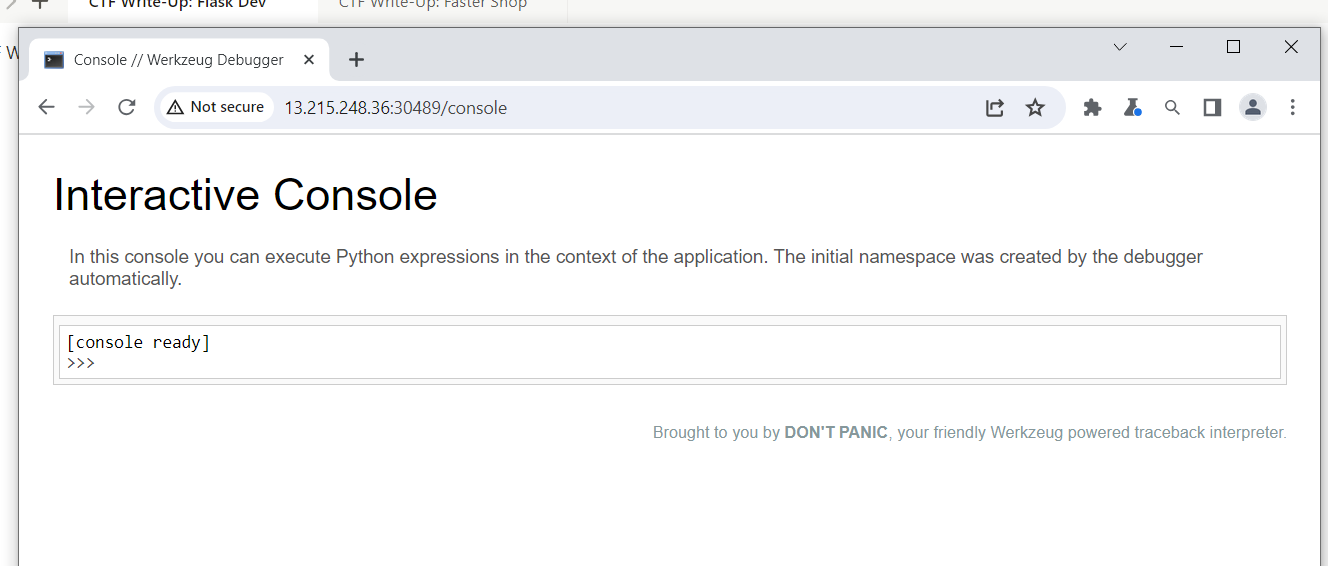 CTF Write-Up: Flask Dev
CTF Write-Up: Faster Shop
W
Console // Werkzeug Debugger
Not secure
13.215.248.36:30489/console
Interactive Console
In this console you can execute Python expressions in the context of the application. The initial namespace was created by the debugger
automatically.
[console ready]
>>>
Brought to you by DON'T PANIC, your friendly Werkzeug powered traceback interpreter.